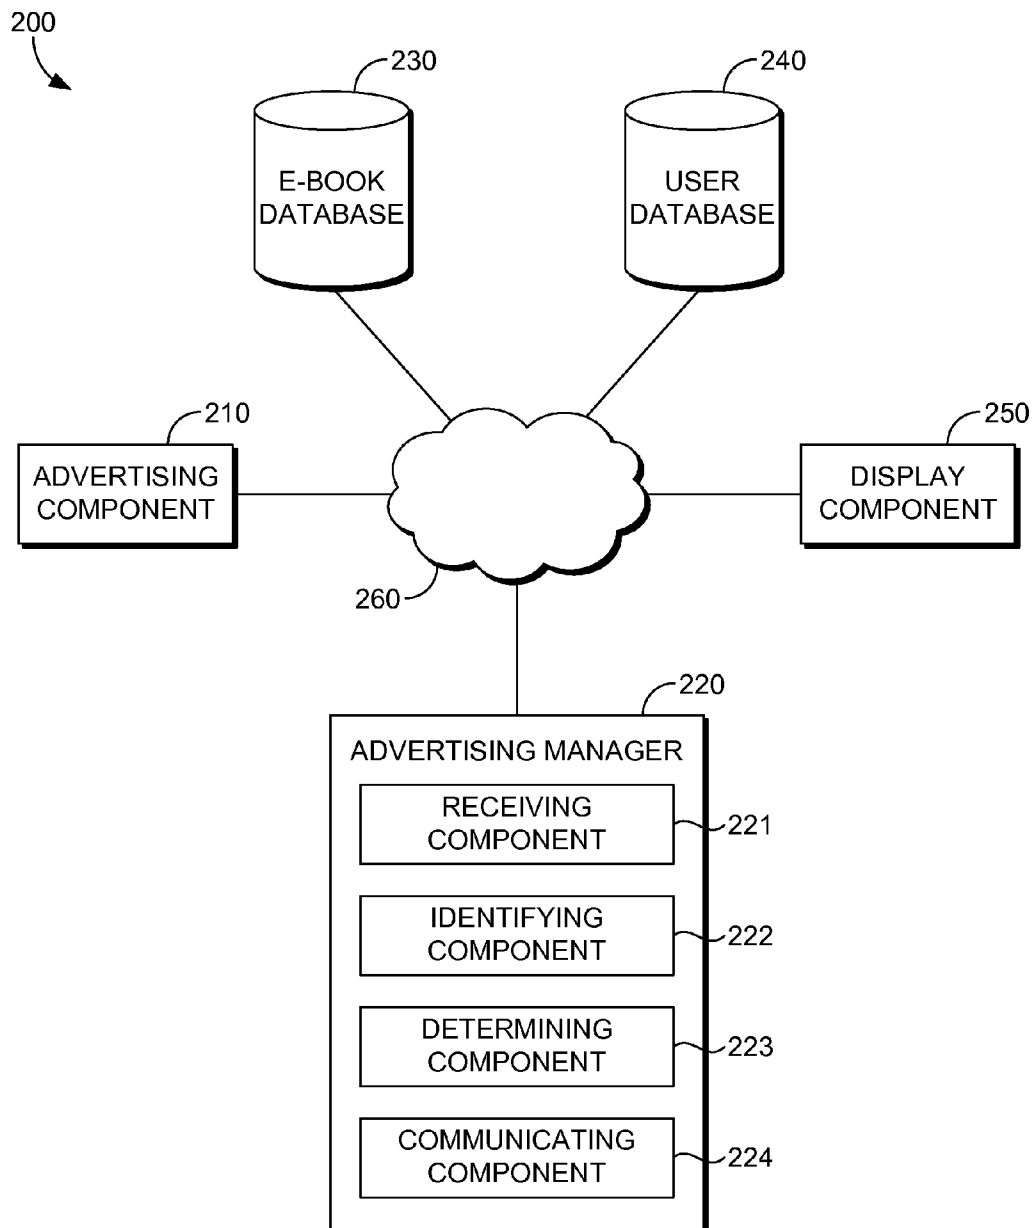 200
230
240
E-BOOK
DATABASE
USER
DATABASE
210
250
ADVERTISING
COMPONENT
DISPLAY
COMPONENT
260
220
ADVERTISING MANAGER
RECEIVING
COMPONENT
221
IDENTIFYING
COMPONENT
222
DETERMINING
COMPONENT
223
COMMUNICATING
COMPONENT
224